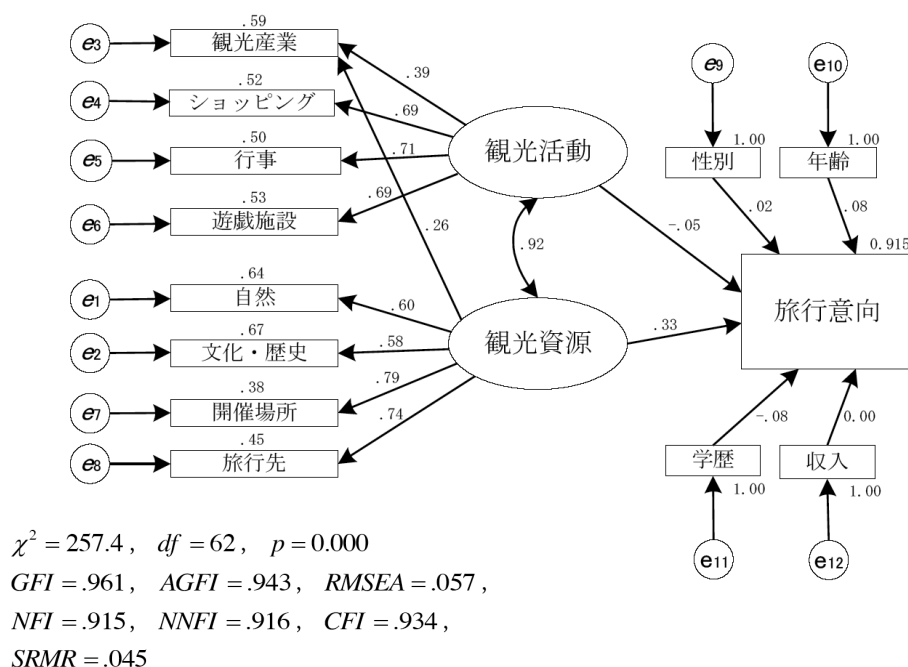 .59
e3
観光産業
.52
e4
ショッピング
.50
e5
行事
.53
e6
遊戯施設
.64
e1
自然
.67
e2
文化・歴史
.38
e7
開催場所
.45
e8
旅行先
.39
.69
.71
.69
.26
観光活動
.92
観光資源
.60
.58
.79
.74
-.05
.33
e9
e10
1.00
1.00
性別
年齢
.02
.08
0.915
旅行意向
-.08
0.00
学歴
収入
1.00
1.00
e11
e12
χ² = 257.4, df = 62, p = 0.000
GFI = .961, AGFI = .943, RMSEA = .057,
NFI = .915, NNFI = .916, CFI = .934,
SRMR = .045